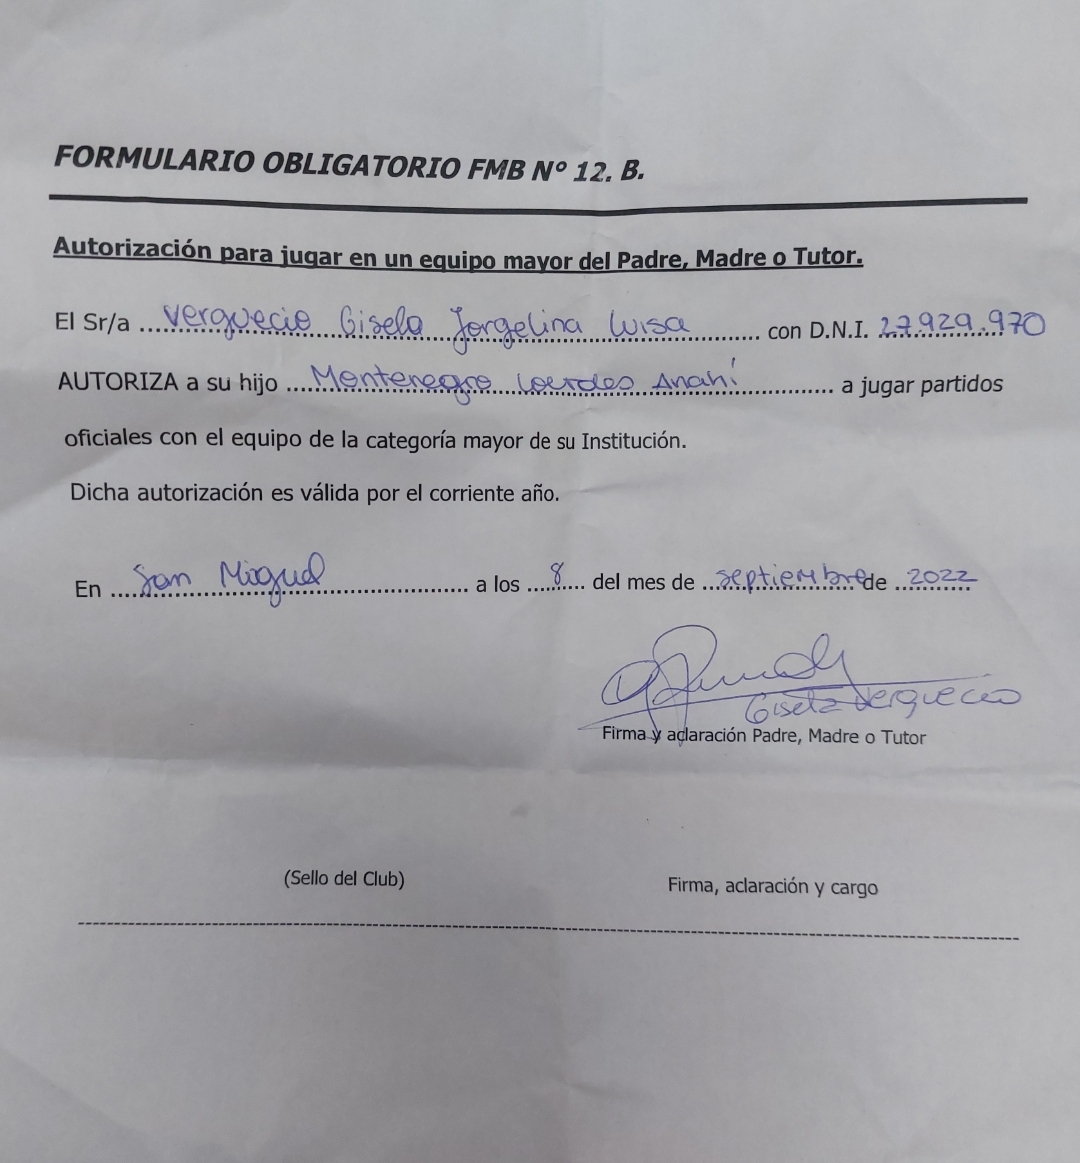 FORMULARIO OBLIGATORIO FMB Nº 12. B.
Autorización para jugar en un equipo mayor del Padre, Madre o Tutor.
El Sr/a Verguecio Gisela Jorgelina Luisa con D.N.I. 27.929.970
AUTORIZA a su hijo Montenegro Lourdes Anahí a jugar partidos
oficiales con el equipo de la categoría mayor de su Institución.
Dicha autorización es válida por el corriente año.
En San Miguel a los 8 del mes de septiembre de 2022
Gisela Verguecio
Firma y aclaración Padre, Madre o Tutor
(Sello del Club) Firma, aclaración y cargo